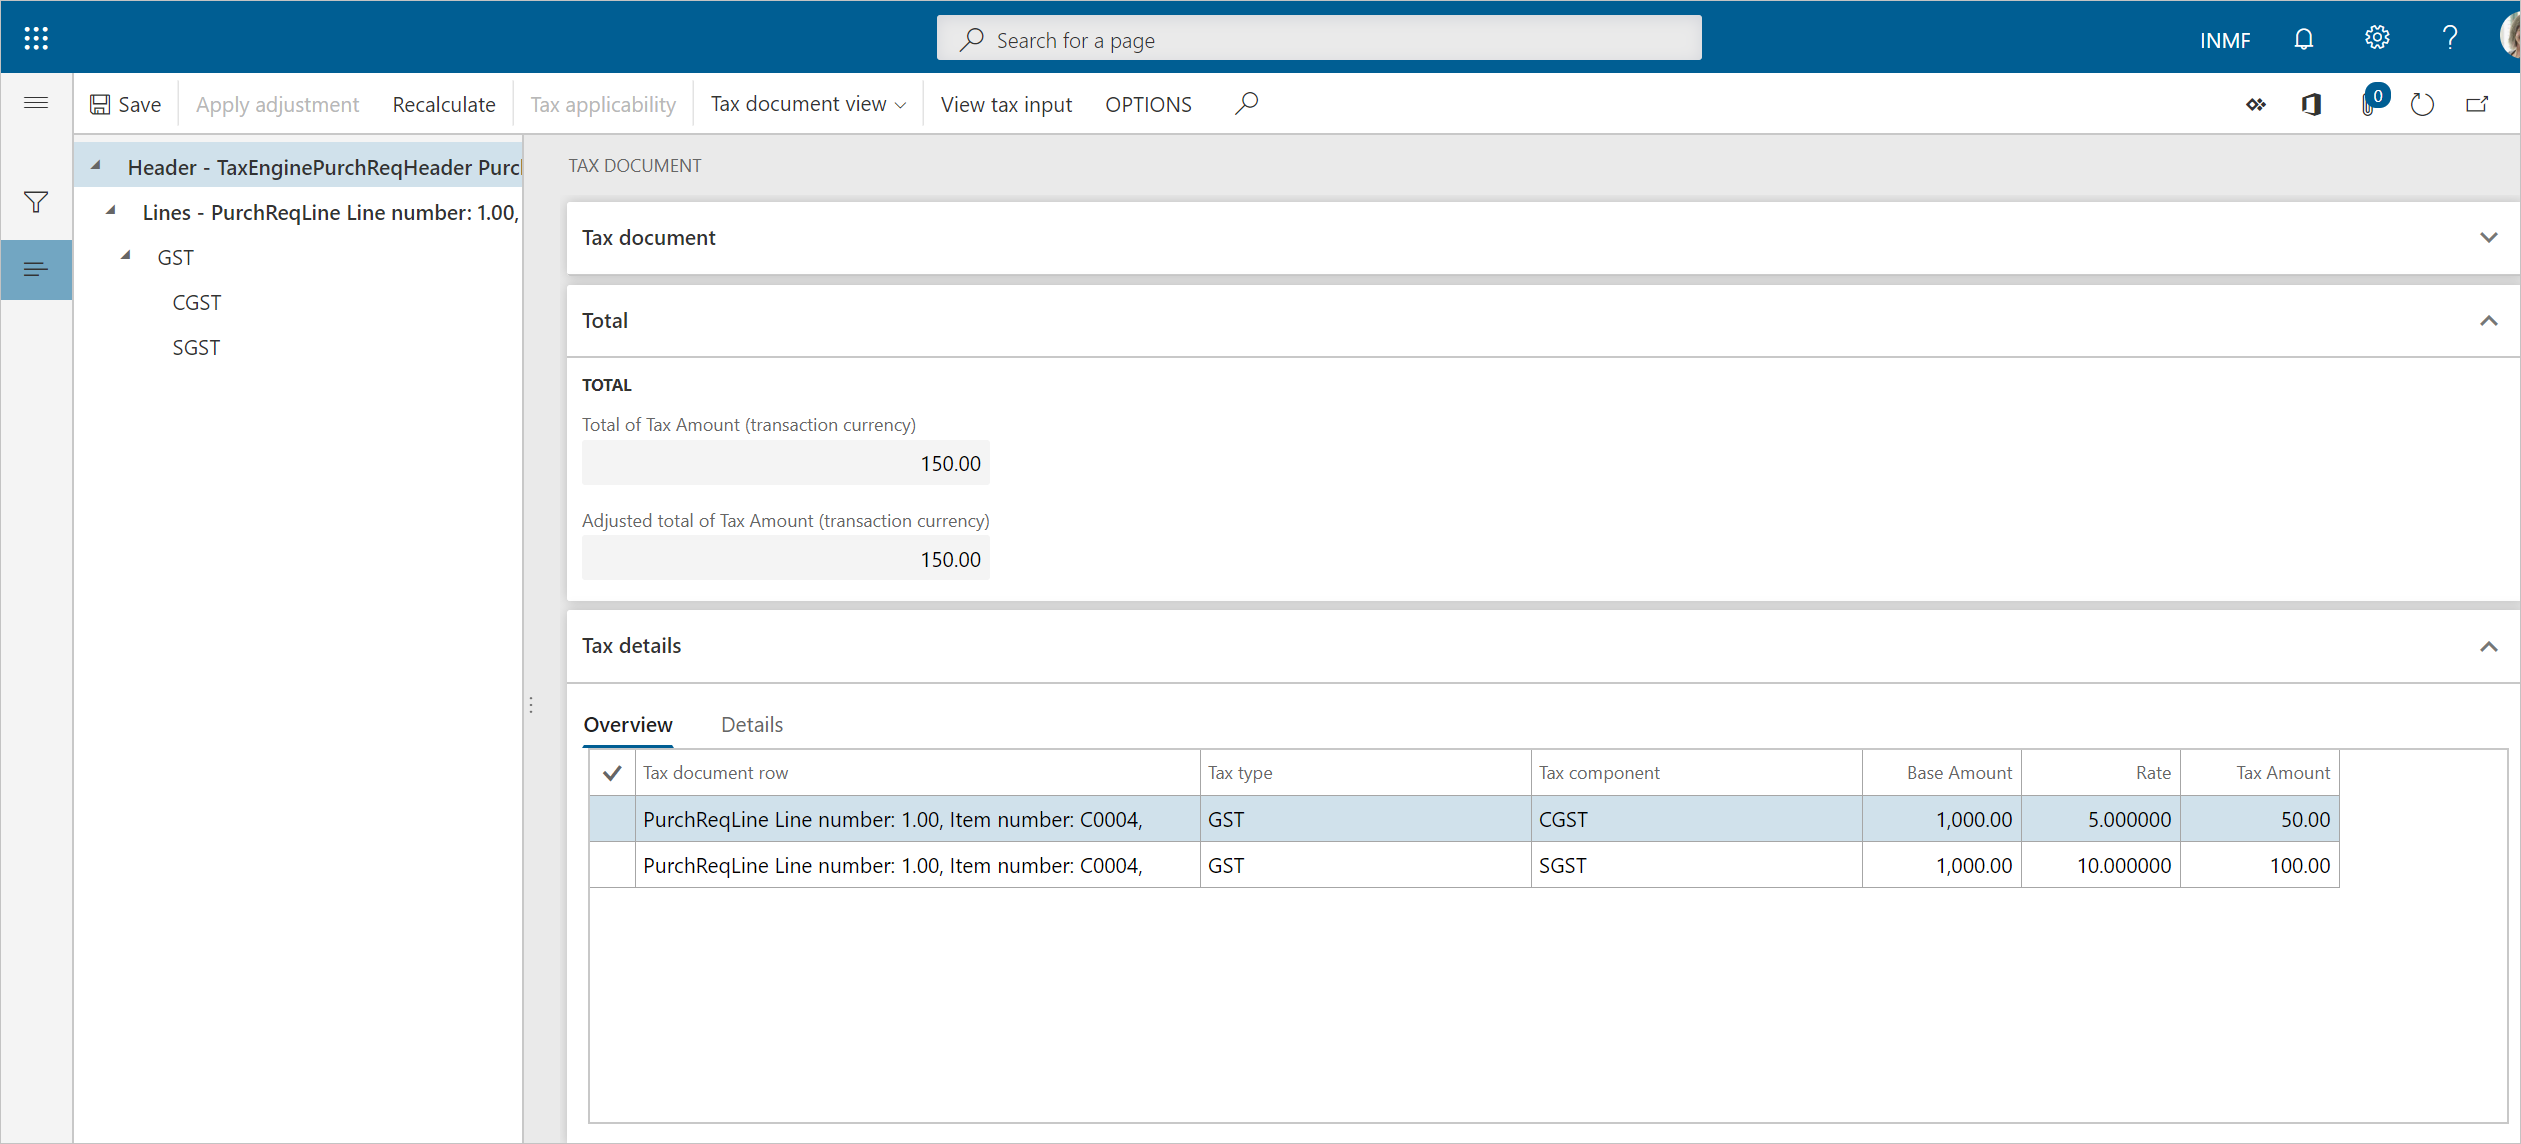 Search for a page
INMF
?
Save
Apply adjustment
Recalculate
Tax applicability
Tax document view
View tax input
OPTIONS
0
Header - TaxEnginePurchReqHeader Purch
Lines - PurchReqLine Line number: 1.00,
GST
CGST
SGST
TAX DOCUMENT
Tax document
Total
TOTAL
Total of Tax Amount (transaction currency)
150.00
Adjusted total of Tax Amount (transaction currency)
150.00
Tax details
Overview Details
Tax document row Tax type Tax component Base Amount Rate Tax Amount
PurchReqLine Line number: 1.00, Item number: C0004, GST CGST 1,000.00 5.000000 50.00
PurchReqLine Line number: 1.00, Item number: C0004, GST SGST 1,000.00 10.000000 100.00